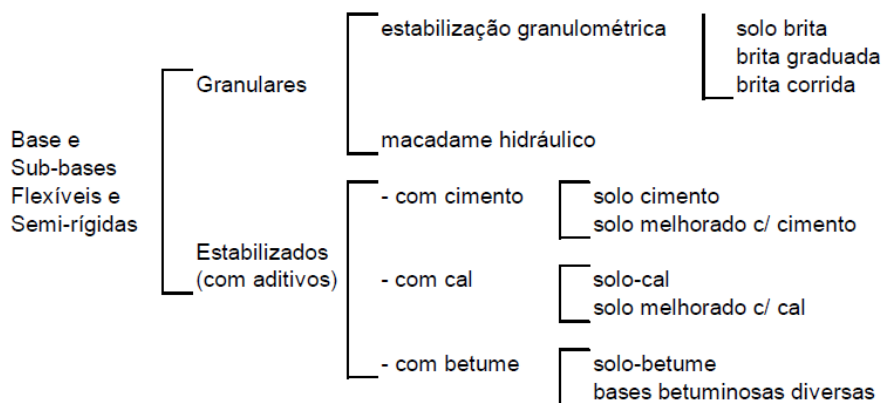 Base e
Sub-bases
Flexíveis e
Semi-rígidas
Granulares
estabilização granulométrica
solo brita
brita graduada
brita corrida
macadame hidráulico
Estabilizados
(com aditivos)
- com cimento
solo cimento
solo melhorado c/ cimento
- com cal
solo-cal
solo melhorado c/ cal
- com betume
solo-betume
bases betuminosas diversas